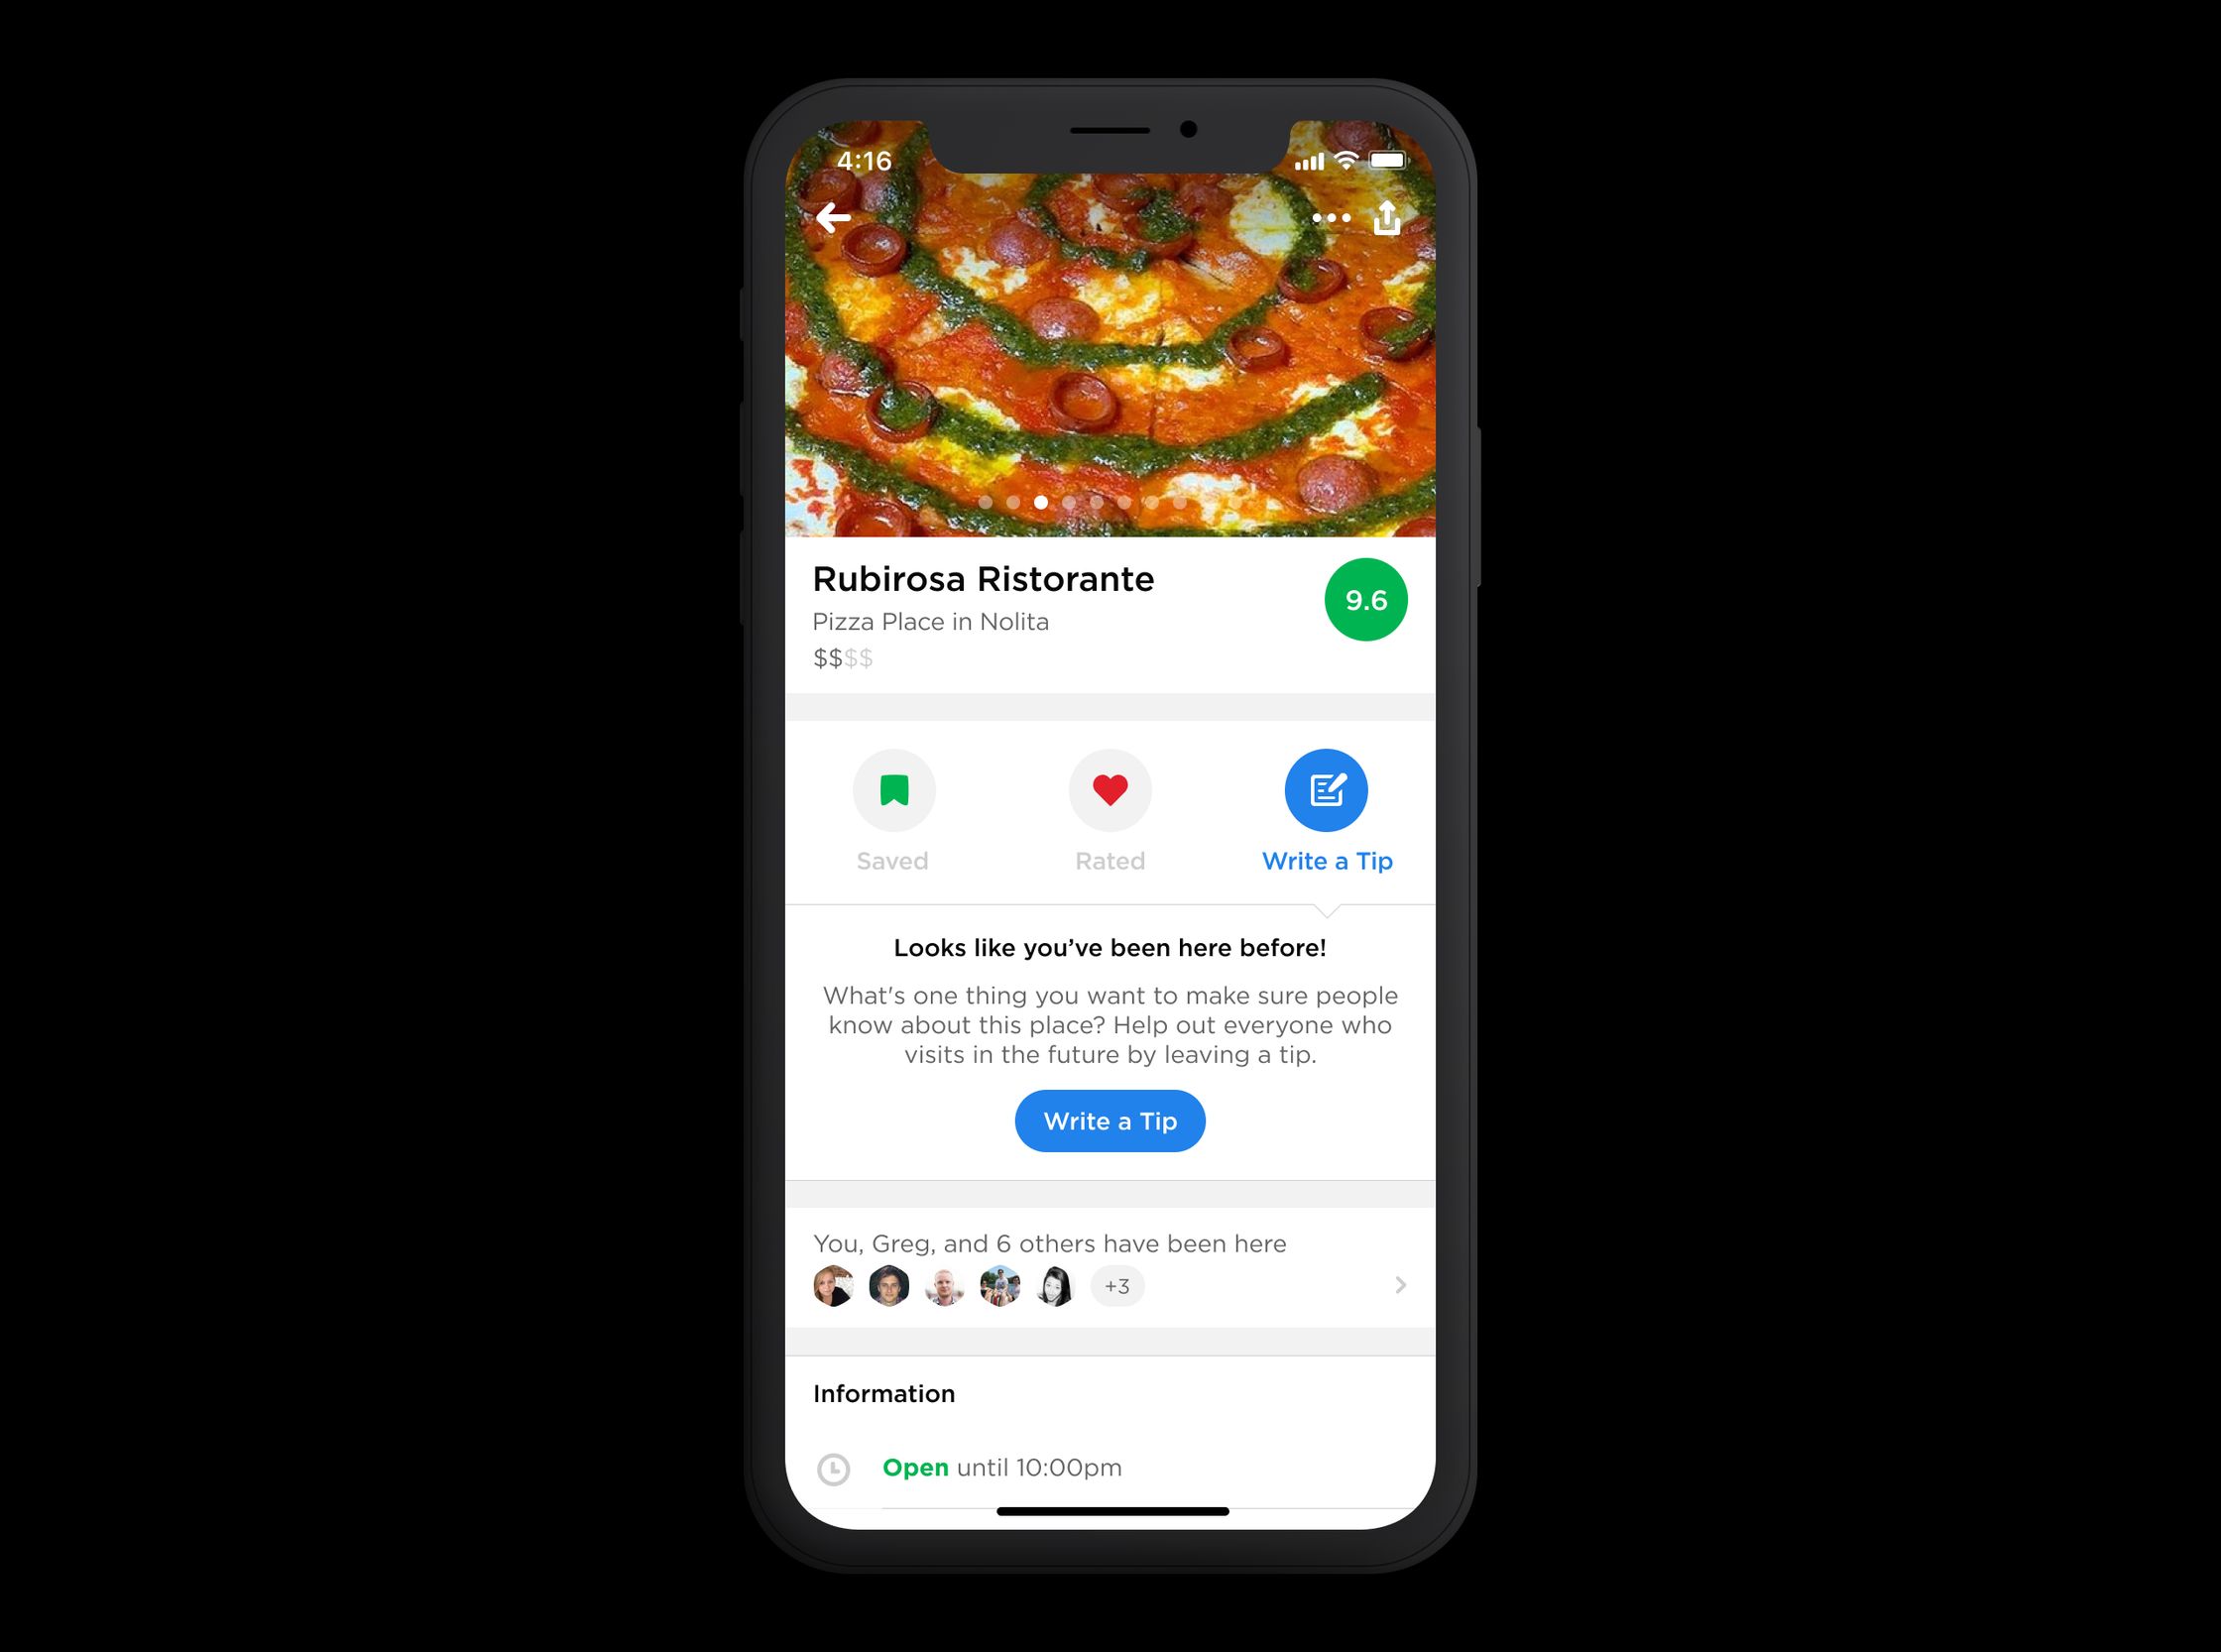 4:16
Rubirosa Ristorante
9.6
Pizza Place in Nolita
$$$$
Saved
Rated
Write a Tip
Looks like you’ve been here before!
What's one thing you want to make sure people
know about this place? Help out everyone who
visits in the future by leaving a tip.
Write a Tip
You, Greg, and 6 others have been here
+3
Information
Open until 10:00pm